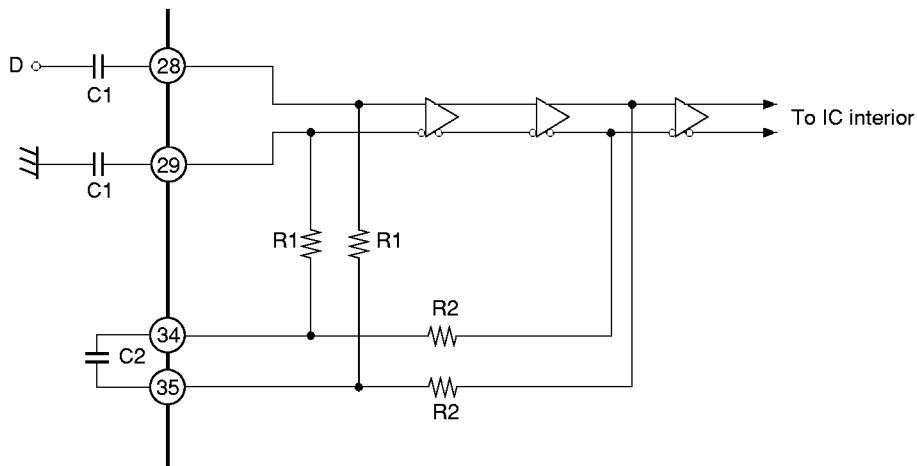 D
C1
28
To IC interior
C1
29
R1
R1
R2
34
C2
35
R2